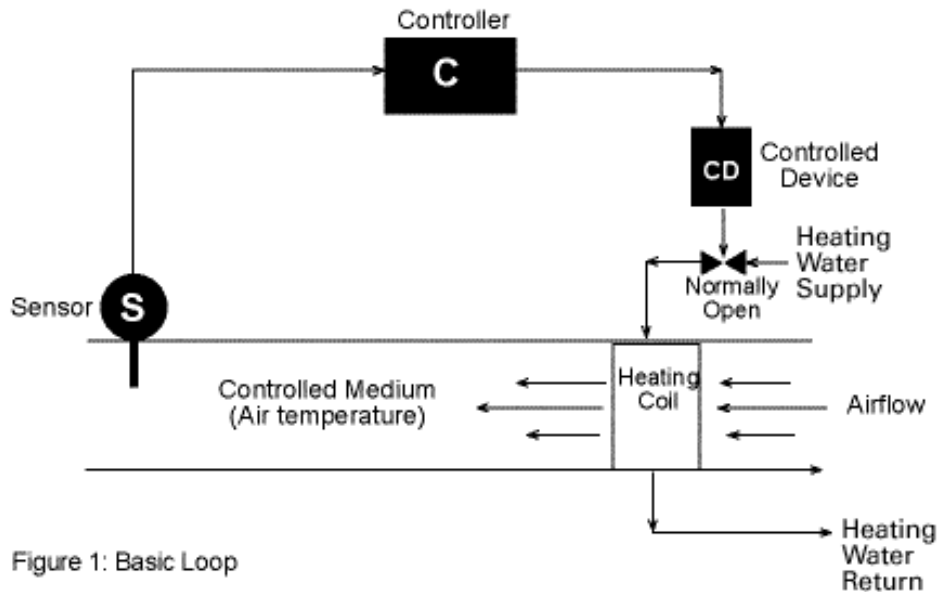 Controller
C
CD
Controlled
Device
Heating
Water
Supply
Normally
Open
Sensor
S
Controlled Medium
(Air temperature)
Heating
Coil
Airflow
Heating
Water
Return
Figure 1: Basic Loop